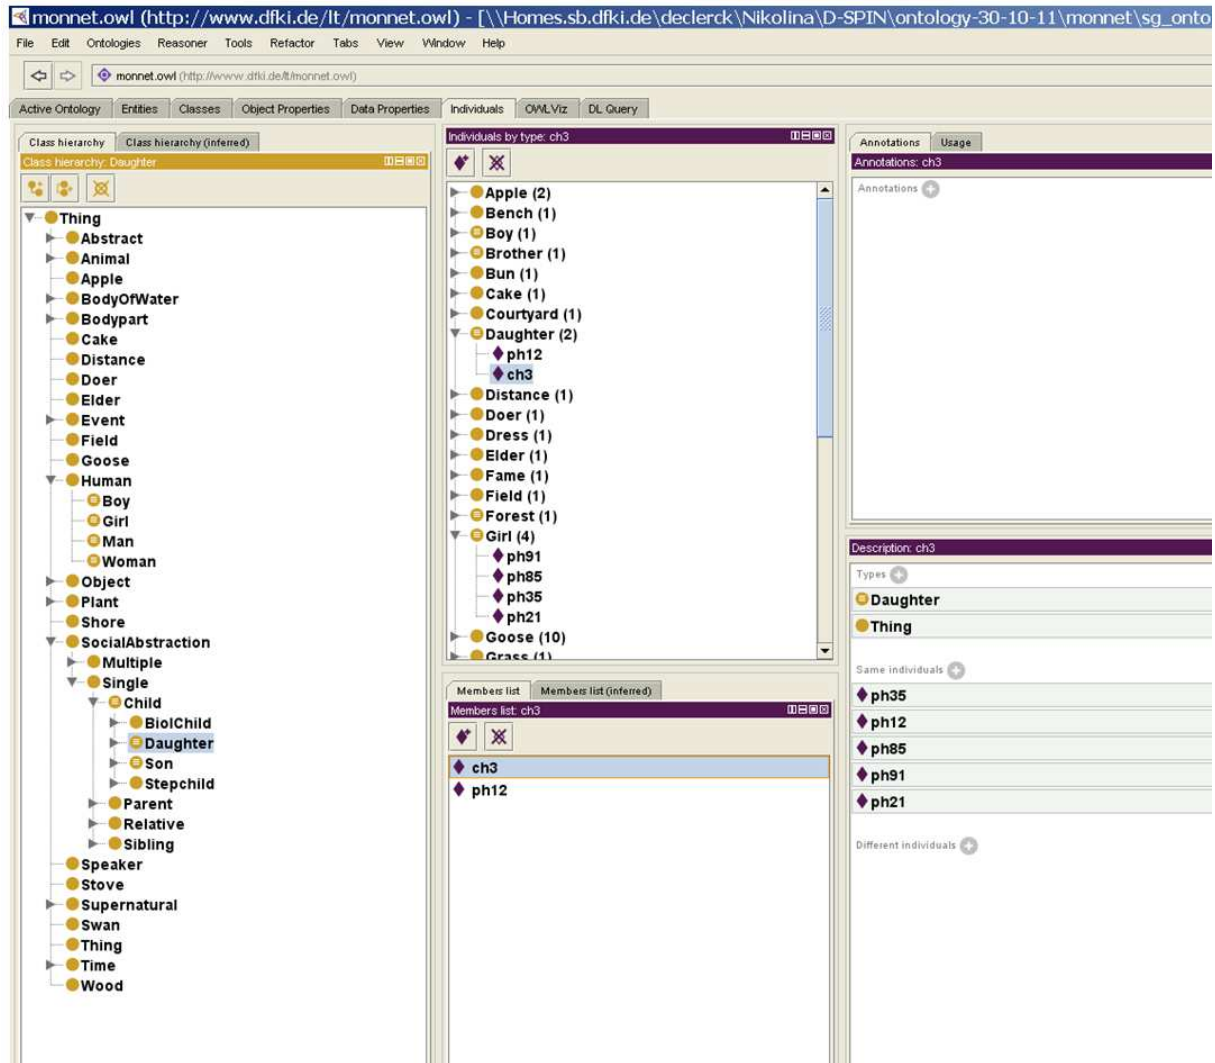 monnet.owl (http://www.dfki.de/lt/monnet.owl) - [\\Homes.sb.dfki.de\declerck\Nikolina\D-SPIN\ontology-30-10-11\monnet\sg_onto
File Edit Ontologies Reasoner Tools Refactor Tabs View Window Help
monnet.owl (http://www.dfki.de/lt/monnet.owl)
Active Ontology Entities Classes Object Properties Data Properties Individuals OWLViz DL Query
Class hierarchy Class hierarchy (inferred)
Class hierarchy: Daughter
Thing
Abstract
Animal
Apple
BodyOfWater
Bodypart
Cake
Distance
Doer
Elder
Event
Field
Goose
Human
Boy
Girl
Man
Woman
Object
Plant
Shore
SocialAbstraction
Multiple
Single
Child
BiolChild
Daughter
Son
Stepchild
Parent
Relative
Sibling
Speaker
Stove
Supernatural
Swan
Thing
Time
Wood
Individuals by type: ch3
Apple (2)
Bench (1)
Boy (1)
Brother (1)
Bun (1)
Cake (1)
Courtyard (1)
Daughter (2)
ph12
ch3
Distance (1)
Doer (1)
Dress (1)
Elder (1)
Fame (1)
Field (1)
Forest (1)
Girl (4)
ph91
ph85
ph35
ph21
Goose (10)
Grass (1)
Members list Members list (inferred)
Members list: ch3
ch3
ph12
Annotations Usage
Annotations: ch3
Annotations
Description: ch3
Types
Daughter
Thing
Same individuals
ph35
ph12
ph85
ph91
ph21
Different individuals